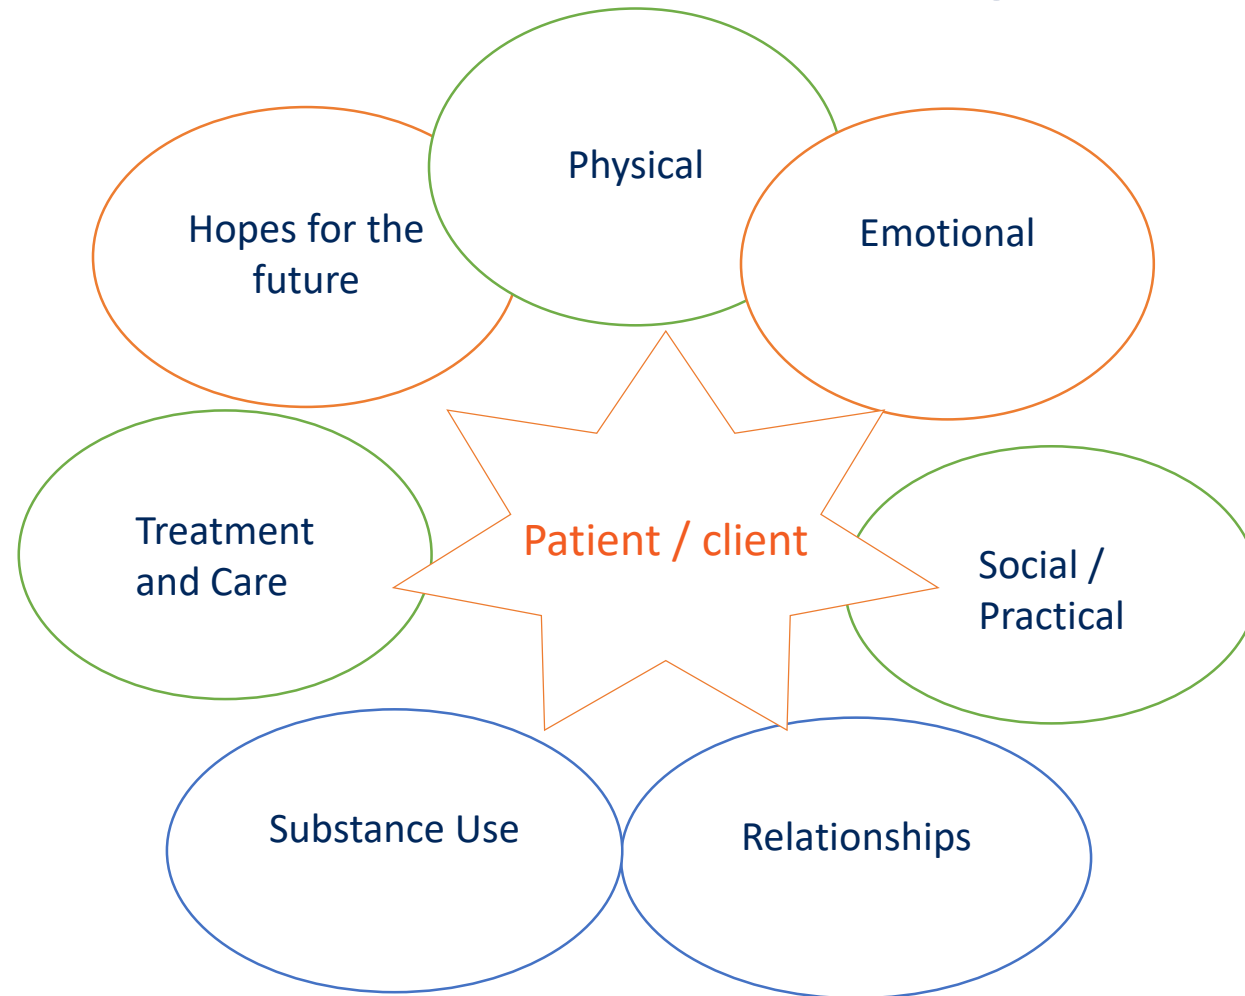 Physical
Hopes for the
future
Emotional
Treatment
and Care
Patient / client
Social /
Practical
Substance Use
Relationships